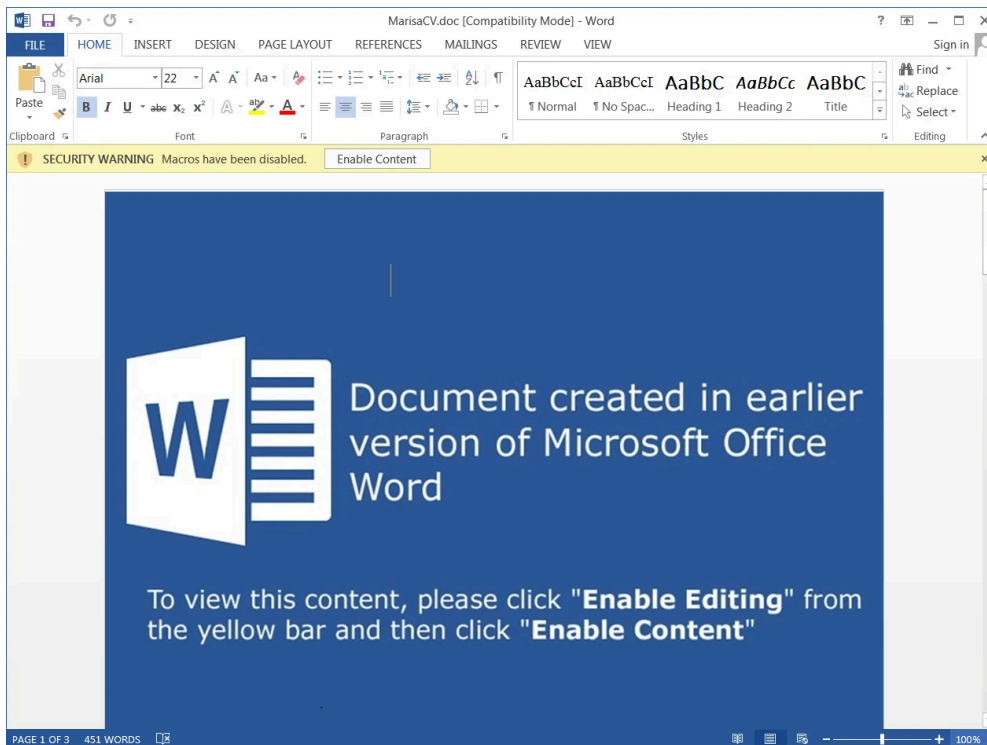 MarisaCV.doc [Compatibility Mode] - Word
FILE HOME INSERT DESIGN PAGE LAYOUT REFERENCES MAILINGS REVIEW VIEW Sign in
Paste
Arial 22 Aa
B I U abc X₂ X² A A
AaBbCcI AaBbCcI AaBbC AaBbCc AaBbC
¶ Normal ¶ No Spac... Heading 1 Heading 2 Title
Find
Replace
Select
Clipboard Font Paragraph Styles Editing
SECURITY WARNING Macros have been disabled. Enable Content
W
Document created in earlier
version of Microsoft Office
Word
To view this content, please click "Enable Editing" from
the yellow bar and then click "Enable Content"
PAGE 1 OF 3 451 WORDS 100%